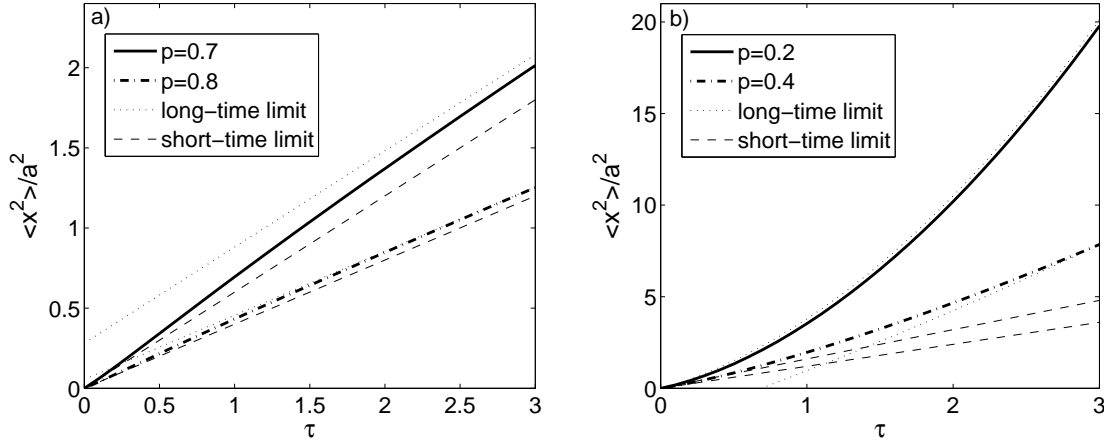 a)
p=0.7
p=0.8
long−time limit
short−time limit
<x²>/a²
2
1.5
1
0.5
0
0 0.5 1 1.5 2 2.5 3
τ
b)
p=0.2
p=0.4
long−time limit
short−time limit
<x²>/a²
20
15
10
5
0
0 1 2 3
τ